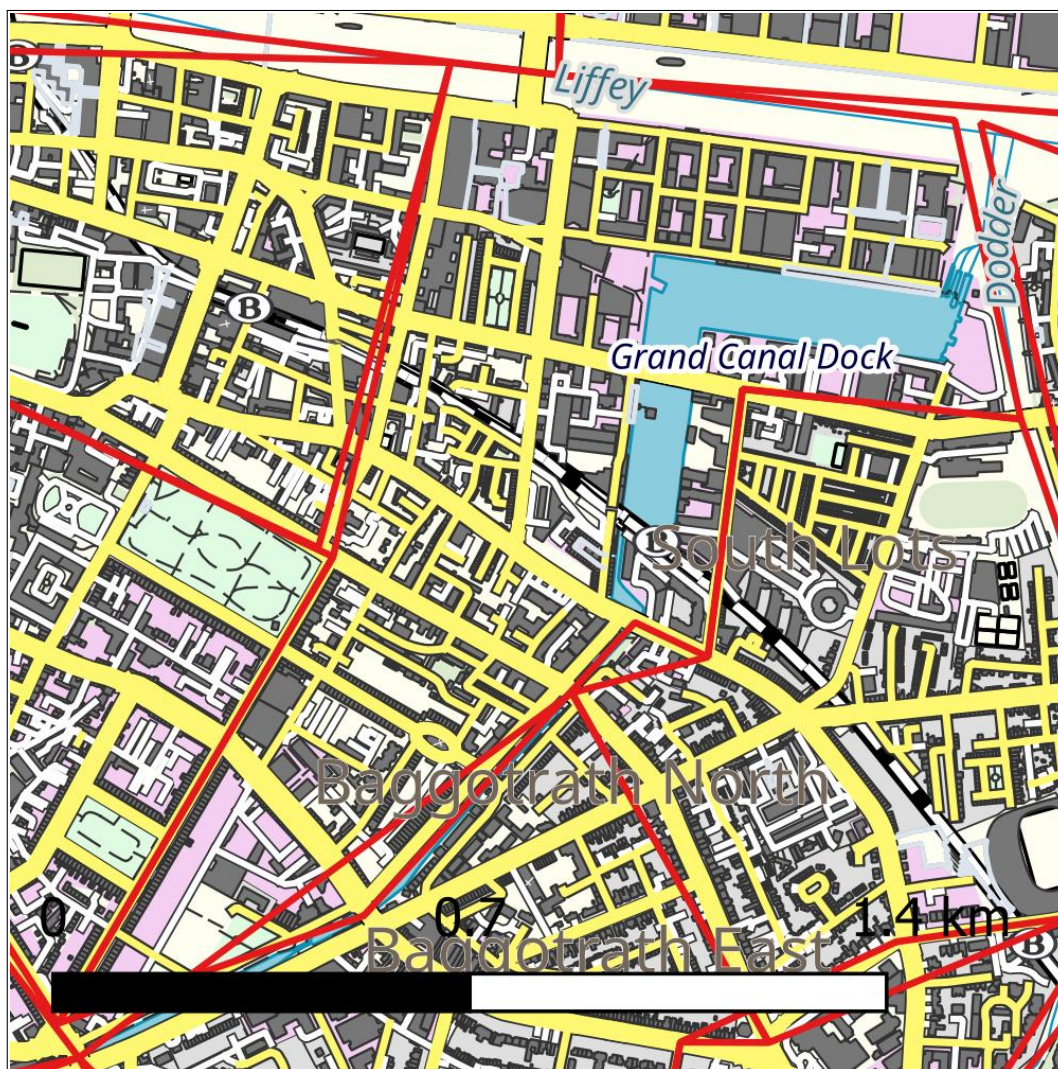 B
Liffey
Dodder
B
Grand Canal Dock
B
South Lots
Baggotrath North
0
0.7
1.4 km
Baggotrath East
B